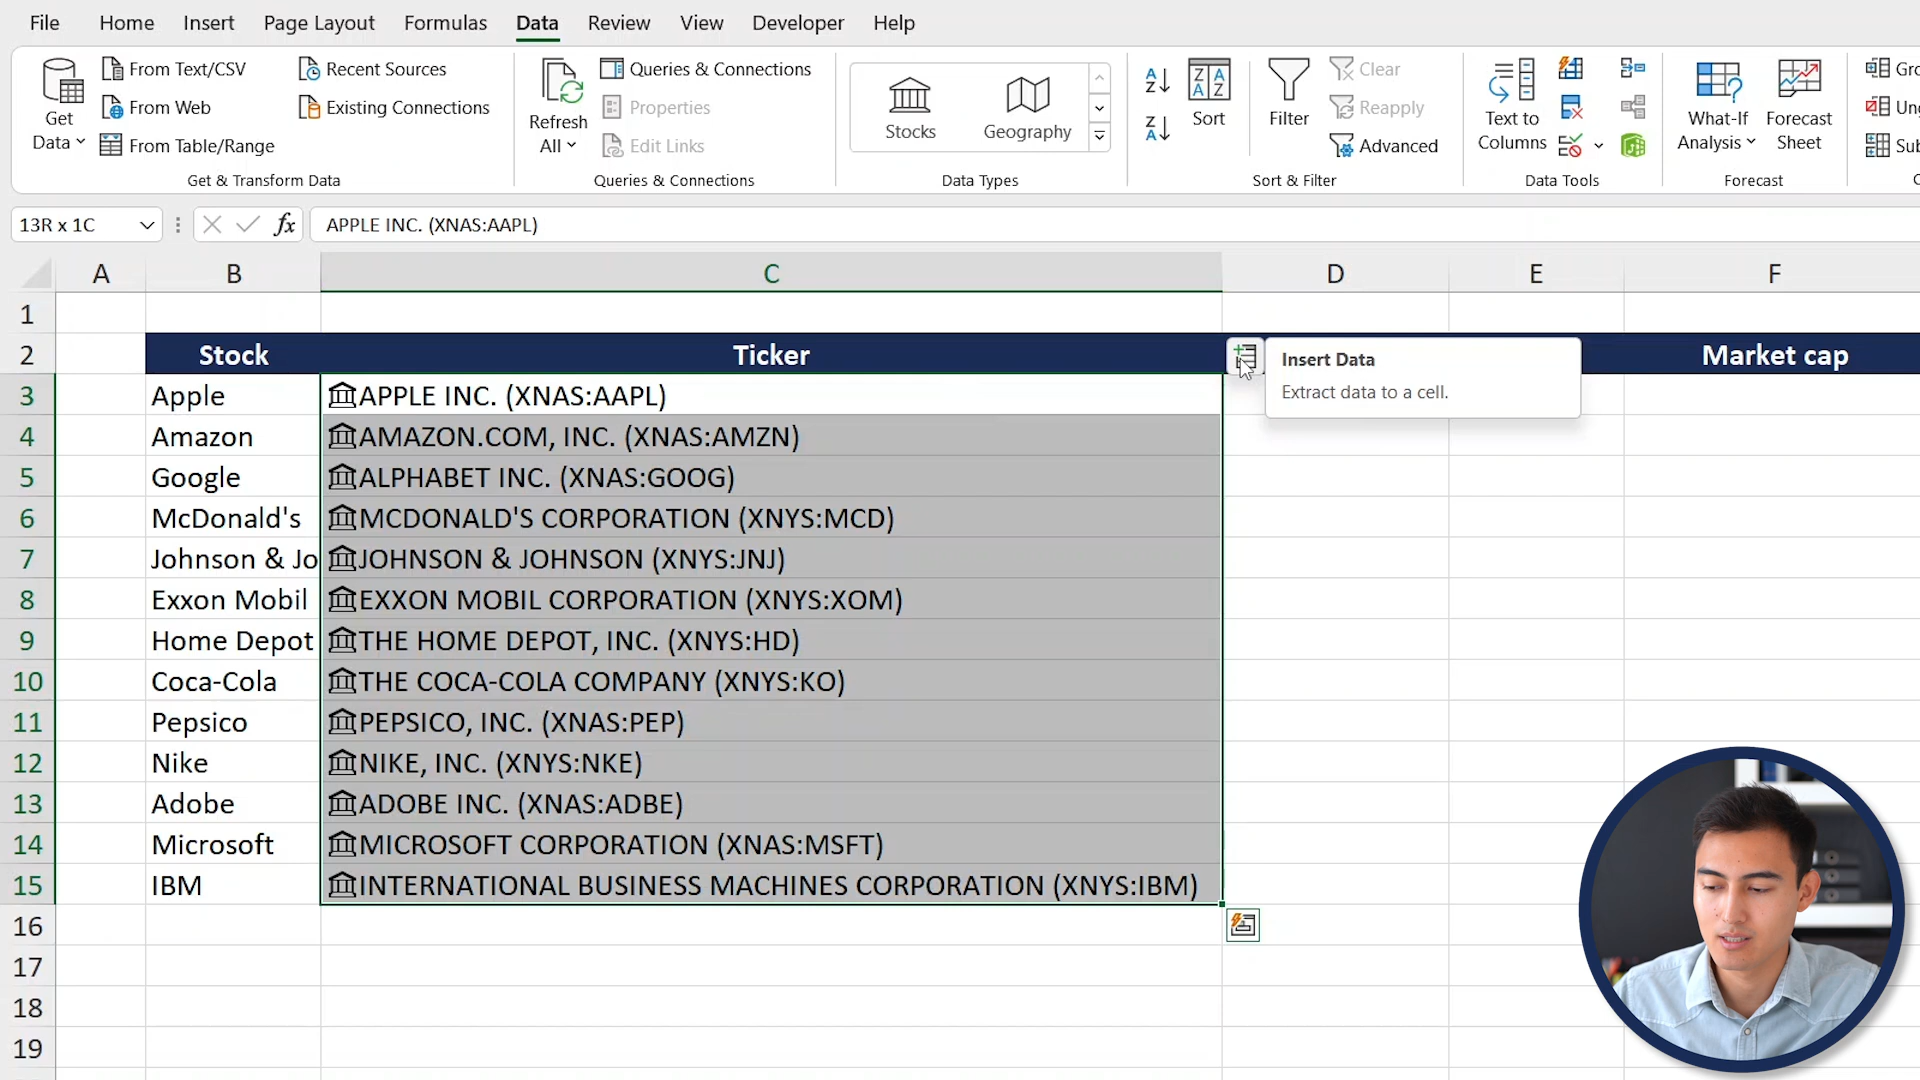 File Home Insert Page Layout Formulas Data Review View Developer Help
Get Data
From Text/CSV
From Web
From Table/Range
Recent Sources
Existing Connections
Get & Transform Data
Refresh All
Queries & Connections
Properties
Edit Links
Queries & Connections
Stocks
Geography
Data Types
Z A A Z
Sort
Filter
Clear
Reapply
Advanced
Sort & Filter
Text to Columns
Data Tools
What-If Analysis
Forecast Sheet
Forecast
13R x 1C fx APPLE INC. (XNAS:AAPL)
A B C D E F
1
2 Stock Ticker Market cap
Insert Data
Extract data to a cell.
3 Apple APPLE INC. (XNAS:AAPL)
4 Amazon AMAZON.COM, INC. (XNAS:AMZN)
5 Google ALPHABET INC. (XNAS:GOOG)
6 McDonald's MCDONALD'S CORPORATION (XNYS:MCD)
7 Johnson & Jo JOHNSON & JOHNSON (XNYS:JNJ)
8 Exxon Mobil EXXON MOBIL CORPORATION (XNYS:XOM)
9 Home Depot THE HOME DEPOT, INC. (XNYS:HD)
10 Coca-Cola THE COCA-COLA COMPANY (XNYS:KO)
11 Pepsico PEPSICO, INC. (XNAS:PEP)
12 Nike NIKE, INC. (XNYS:NKE)
13 Adobe ADOBE INC. (XNAS:ADBE)
14 Microsoft MICROSOFT CORPORATION (XNAS:MSFT)
15 IBM INTERNATIONAL BUSINESS MACHINES CORPORATION (XNYS:IBM)
16
17
18
19